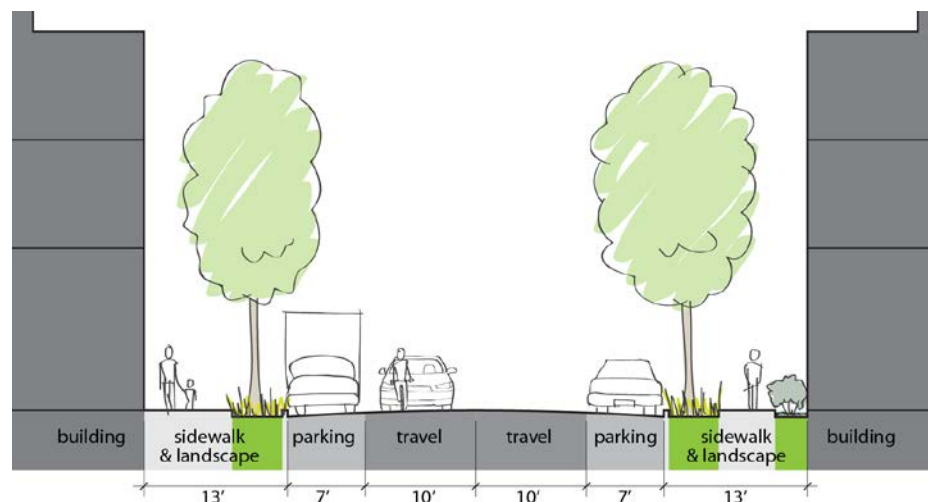 building
sidewalk
& landscape
parking
travel
travel
parking
sidewalk
& landscape
building
13'
7'
10'
10'
7'
13'